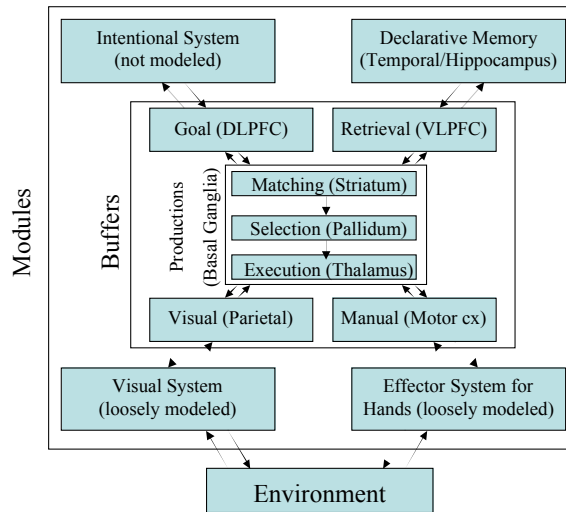 Intentional System
(not modeled)
Declarative Memory
(Temporal/Hippocampus)
Goal (DLPFC)
Retrieval (VLPFC)
Modules
Buffers
Productions
(Basal Ganglia)
Matching (Striatum)
Selection (Pallidum)
Execution (Thalamus)
Visual (Parietal)
Manual (Motor cx)
Visual System
(loosely modeled)
Effector System for
Hands (loosely modeled)
Environment